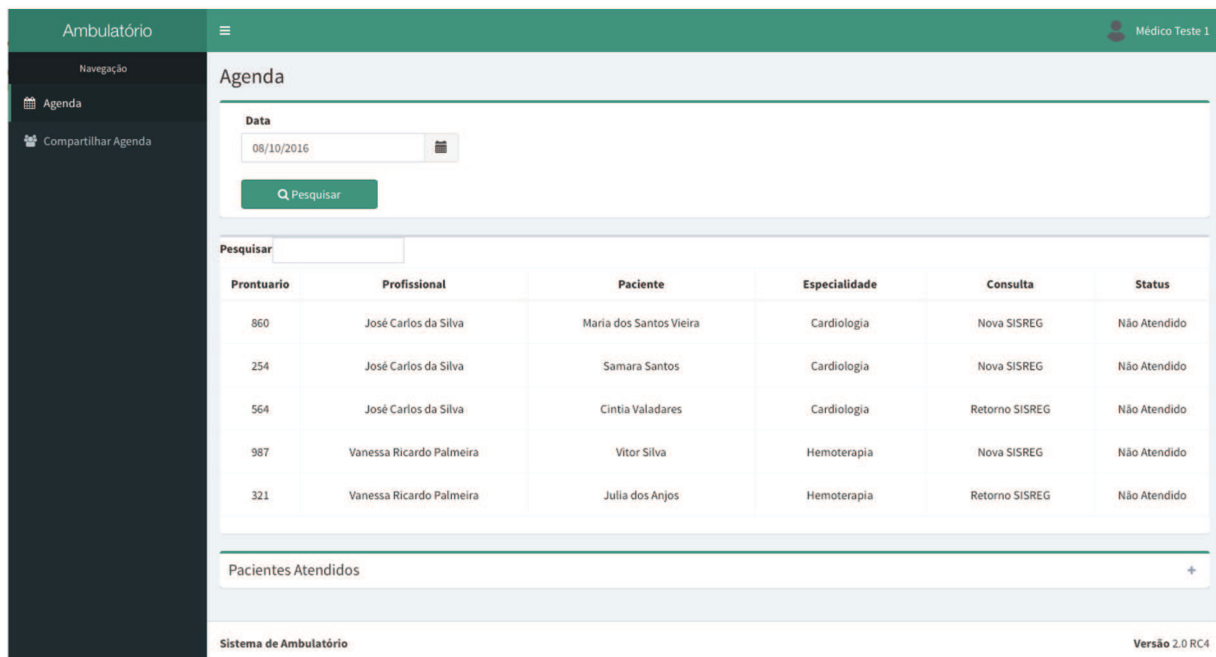 Ambulatório
Médico Teste 1
Navegação
Agenda
Compartilhar Agenda
Agenda
Data
08/10/2016
Pesquisar
Pesquisar
Prontuario Profissional Paciente Especialidade Consulta Status
860 José Carlos da Silva Maria dos Santos Vieira Cardiologia Nova SISREG Não Atendido
254 José Carlos da Silva Samara Santos Cardiologia Nova SISREG Não Atendido
564 José Carlos da Silva Cintia Valadares Cardiologia Retorno SISREG Não Atendido
987 Vanessa Ricardo Palmeira Vitor Silva Hemoterapia Nova SISREG Não Atendido
321 Vanessa Ricardo Palmeira Julia dos Anjos Hemoterapia Retorno SISREG Não Atendido
Pacientes Atendidos +
Sistema de Ambulatório Versão 2.0 RC4